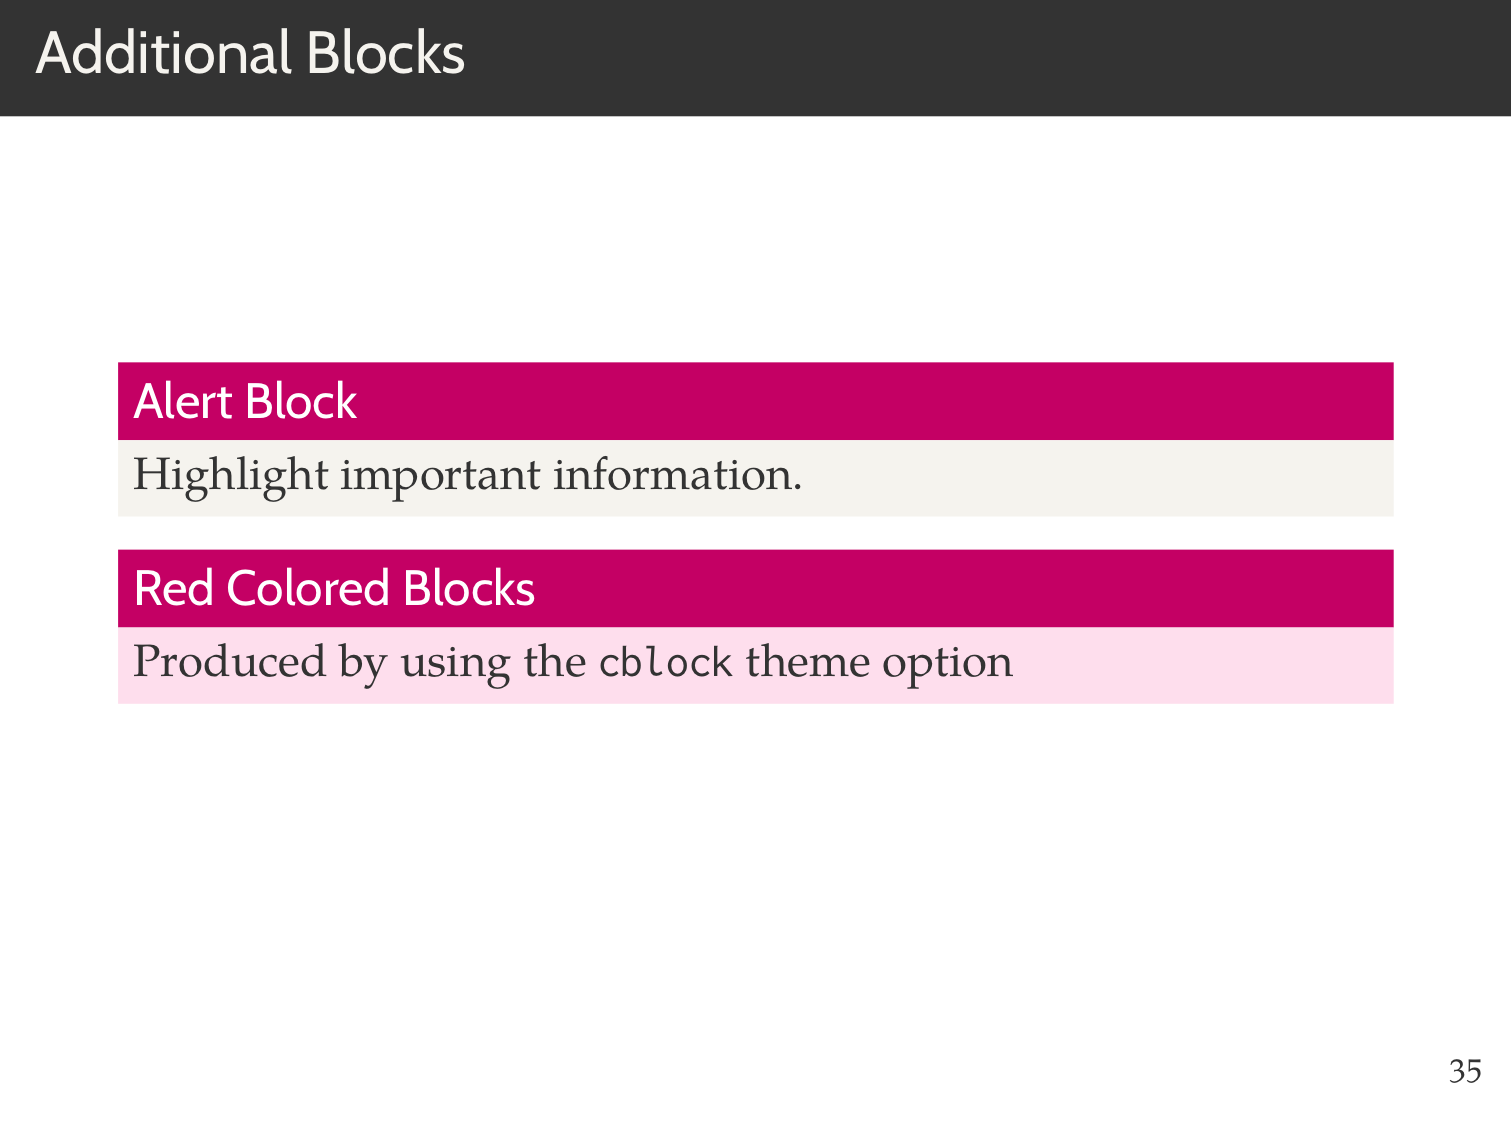 Additional Blocks
Alert Block
Highlight important information.
Red Colored Blocks
Produced by using the cblock theme option
35